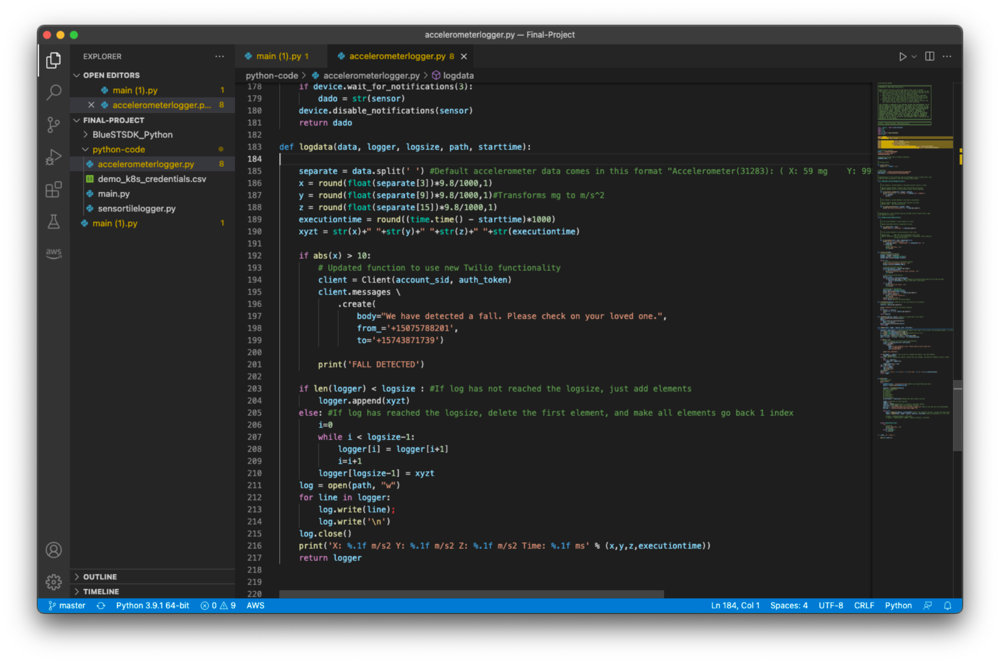 accelerometerlogger.py — Final-Project
EXPLORER
OPEN EDITORS
main (1).py 1
accelerometerlogger.p... 8
FINAL-PROJECT
BlueSTSDK_Python
python-code
accelerometerlogger.py 8
demo_k8s_credentials.csv
main.py
sensortilelogger.py
main (1).py 1
aws
OUTLINE
TIMELINE
main (1).py 1
accelerometerlogger.py 8
python-code > accelerometerlogger.py > logdata
178 if device.wait_for_notifications(3):
179 dado = str(sensor)
180 device.disable_notifications(sensor)
181 return dado
182
183 def logdata(data, logger, logsize, path, starttime):
184
185 separate = data.split(' ') #Default accelerometer data comes in this format "Accelerometer(31283): ( X: 59 mg Y: 99
186 x = round(float(separate[3])*9.8/1000,1)
187 y = round(float(separate[9])*9.8/1000,1)#Transforms mg to m/s^2
188 z = round(float(separate[15])*9.8/1000,1)
189 executiontime = round((time.time() - starttime)*1000)
190 xyzt = str(x)+" "+str(y)+" "+str(z)+" "+str(executiontime)
191
192 if abs(x) > 10:
193 # Updated function to use new Twilio functionality
194 client = Client(account_sid, auth_token)
195 client.messages \
196 .create(
197 body="We have detected a fall. Please check on your loved one.",
198 from_='+15075788201',
199 to='+15743871739')
200
201 print('FALL DETECTED')
202
203 if len(logger) < logsize : #If log has not reached the logsize, just add elements
204 logger.append(xyzt)
205 else: #If log has reached the logsize, delete the first element, and make all elements go back 1 index
206 i=0
207 while i < logsize-1:
208 logger[i] = logger[i+1]
209 i=i+1
210 logger[logsize-1] = xyzt
211 log = open(path, "w")
212 for line in logger:
213 log.write(line);
214 log.write('\n')
215 log.close()
216 print('X: %.1f m/s2 Y: %.1f m/s2 Z: %.1f m/s2 Time: %.1f ms' % (x,y,z,executiontime))
217 return logger
218
219
220
master Python 3.9.1 64-bit 0 9 AWS Ln 184, Col 1 Spaces: 4 UTF-8 CRLF Python